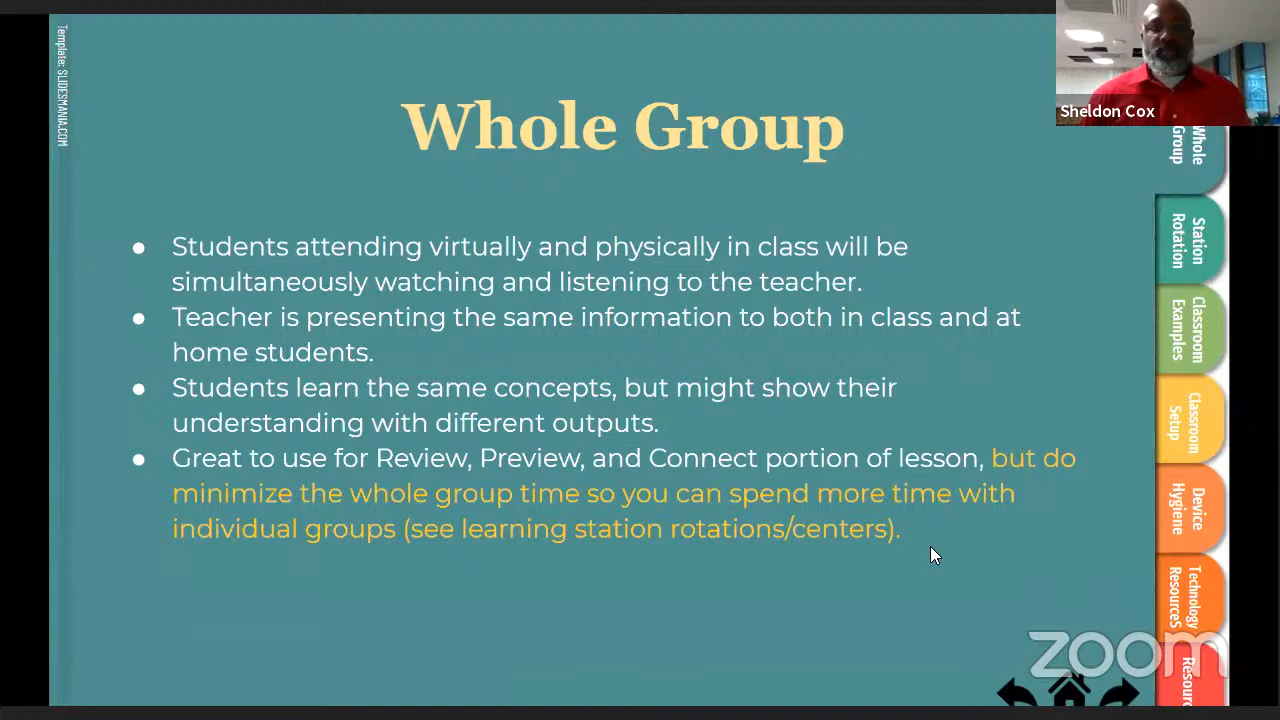 Template: SLIDESMANIA.COM
Whole Group
● Students attending virtually and physically in class will be
simultaneously watching and listening to the teacher.
● Teacher is presenting the same information to both in class and at
home students.
● Students learn the same concepts, but might show their
understanding with different outputs.
● Great to use for Review, Preview, and Connect portion of lesson, but do
minimize the whole group time so you can spend more time with
individual groups (see learning station rotations/centers).
Sheldon Cox
Whole
Group
Station
Rotation
Classroom
Examples
Classroom
Setup
Device
Hygiene
Technology
ResourceS
Resourc
zoom